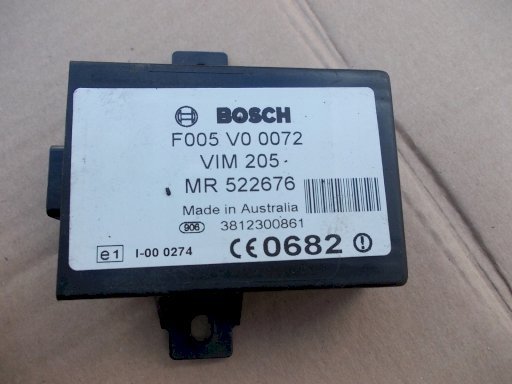 BOSCH
F005 V0 0072
VIM 205
MR 522676
Made in Australia
906 3812300861
e1 I-00 0274 CE0682